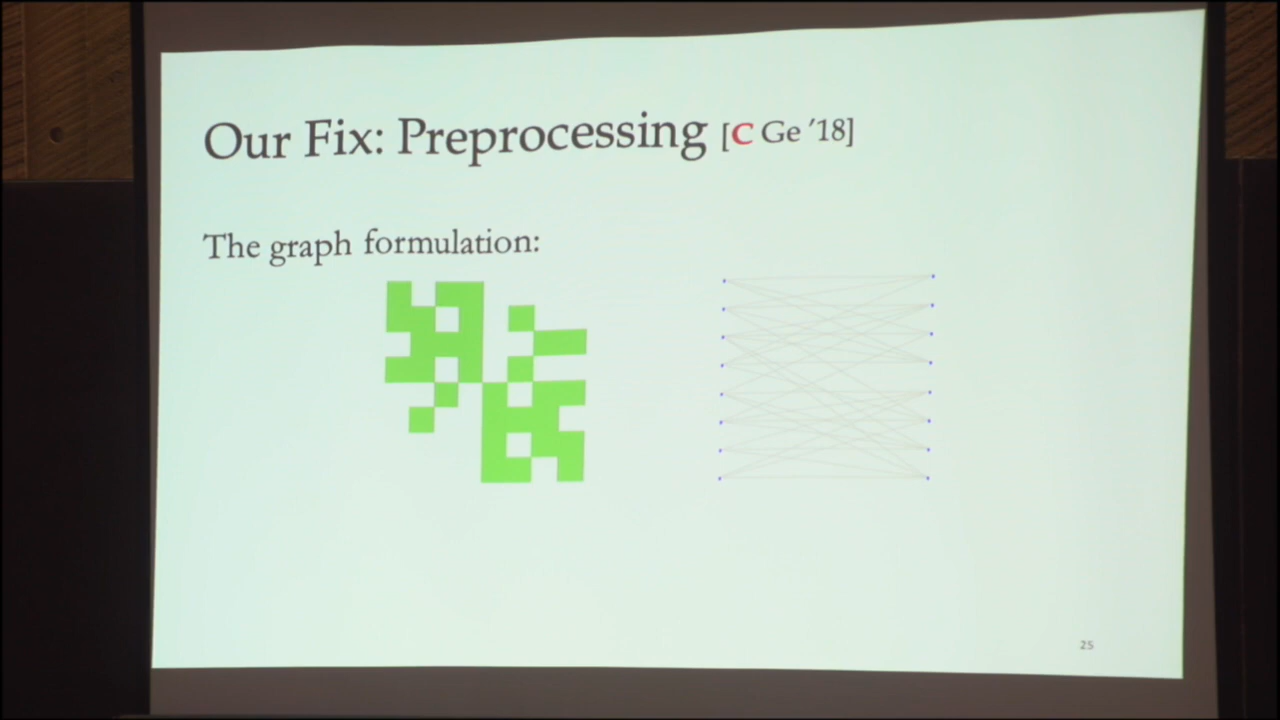 Our Fix: Preprocessing [C Ge '18]
The graph formulation:
25